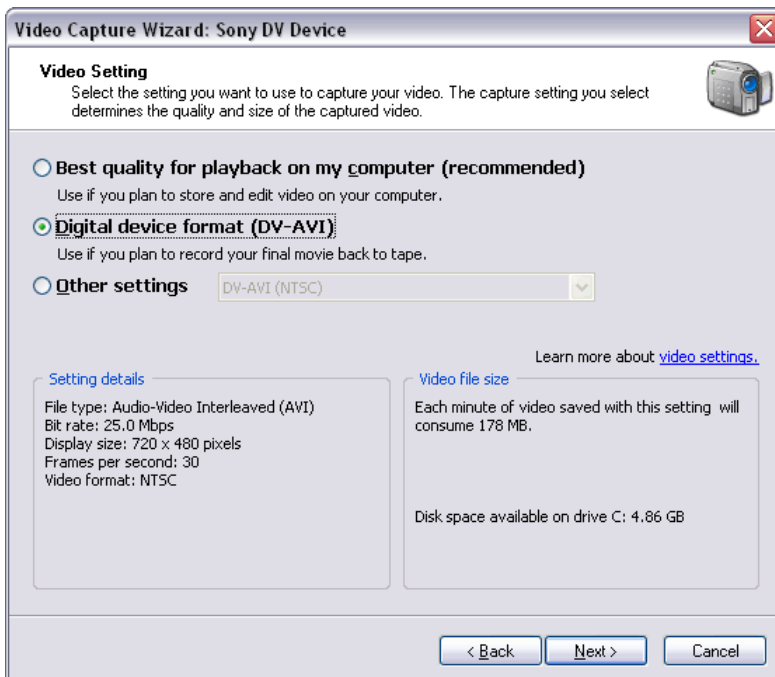 Video Capture Wizard: Sony DV Device
Video Setting
Select the setting you want to use to capture your video. The capture setting you select
determines the quality and size of the captured video.
Best quality for playback on my computer (recommended)
Use if you plan to store and edit video on your computer.
Digital device format (DV-AVI)
Use if you plan to record your final movie back to tape.
Other settings
DV-AVI (NTSC)
Learn more about video settings.
Setting details
File type: Audio-Video Interleaved (AVI)
Bit rate: 25.0 Mbps
Display size: 720 x 480 pixels
Frames per second: 30
Video format: NTSC
Video file size
Each minute of video saved with this setting will
consume 178 MB.
Disk space available on drive C: 4.86 GB
< Back
Next >
Cancel